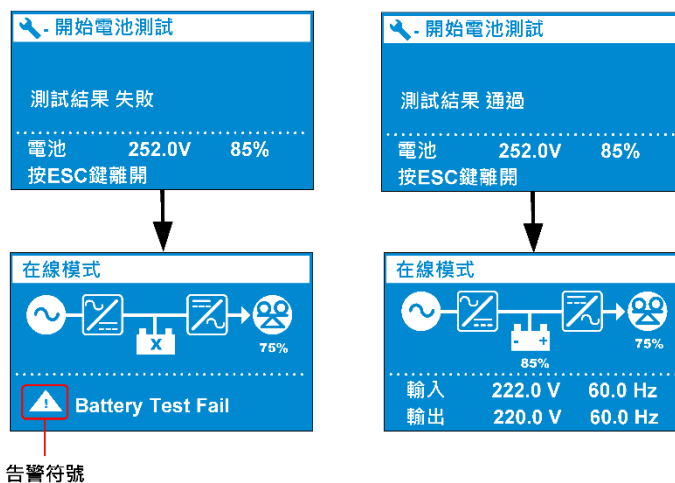 - 開始電池測試
測試結果 失敗
電池 252.0V 85%
按ESC鍵離開
在線模式
X
75%
Battery Test Fail
告警符號
- 開始電池測試
測試結果 通過
電池 252.0V 85%
按ESC鍵離開
在線模式
- +
75%
85%
輸入 222.0 V 60.0 Hz
輸出 220.0 V 60.0 Hz